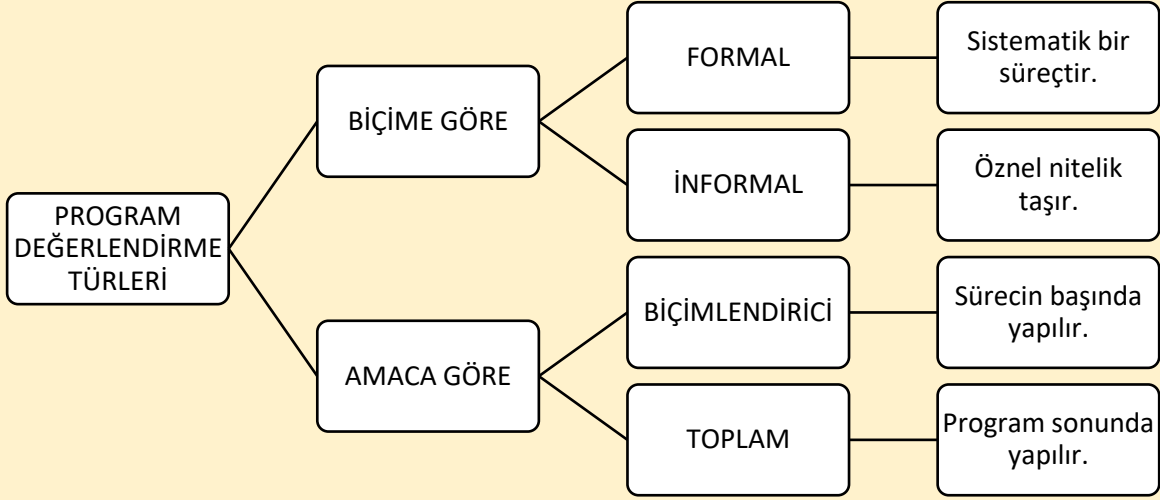 PROGRAM
DEĞERLENDİRME
TÜRLERİ
BİÇİME GÖRE
FORMAL
Sistematik bir
süreçtir.
İNFORMAL
Öznel nitelik
taşır.
AMACA GÖRE
BİÇİMLENDİRİCİ
Sürecin başında
yapılır.
TOPLAM
Program sonunda
yapılır.